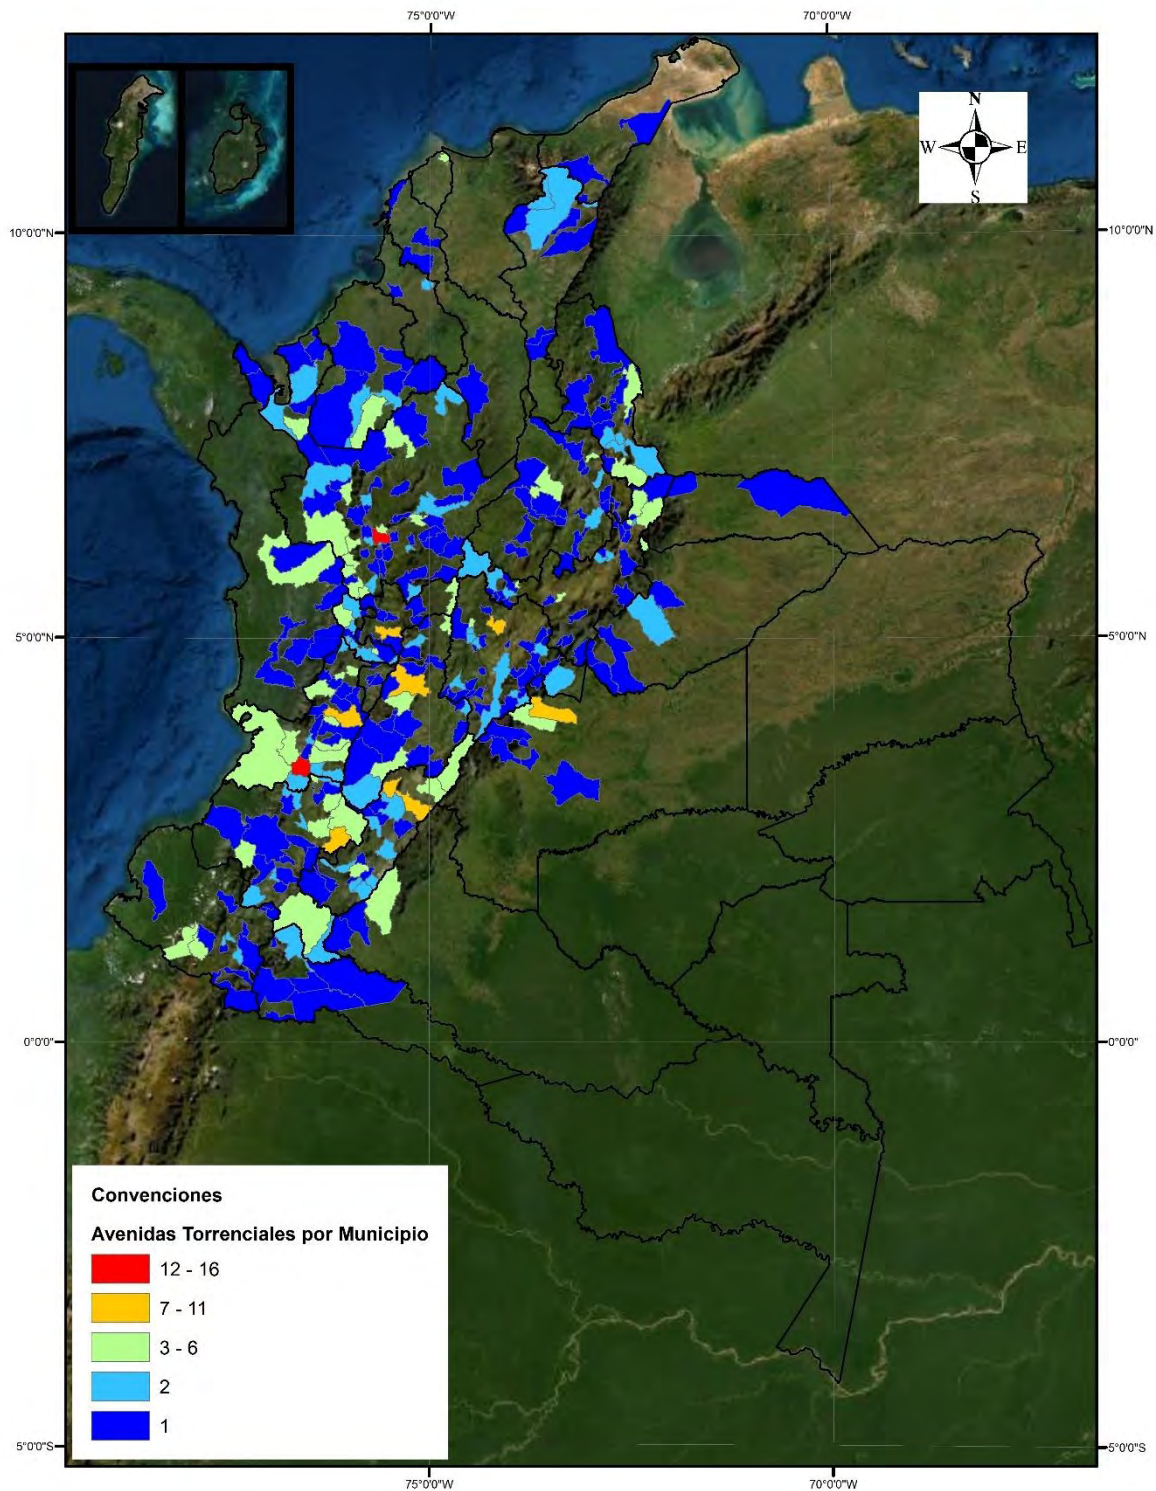 75°0'0"W 70°0'0"W
N
W E
S
10°0'0"N 10°0'0"N
5°0'0"N 5°0'0"N
0°0'0" 0°0'0"
Convenciones
Avenidas Torrenciales por Municipio
12 - 16
7 - 11
3 - 6
2
1
5°0'0"S 5°0'0"S
75°0'0"W 70°0'0"W